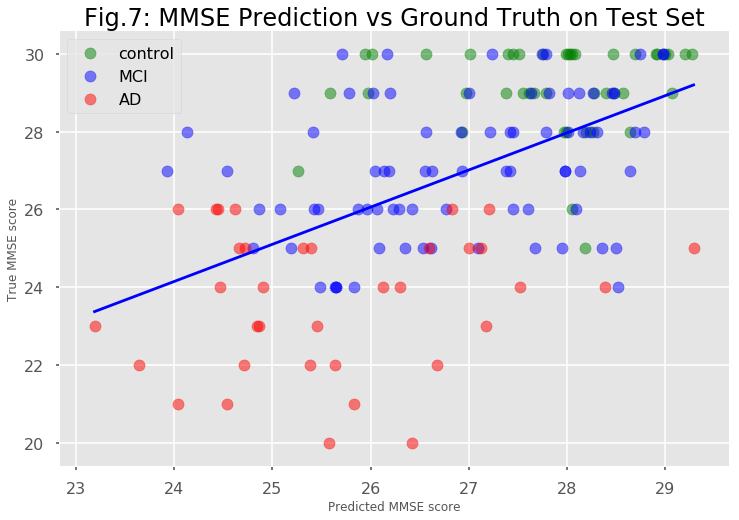 Fig.7: MMSE Prediction vs Ground Truth on Test Set
control
MCI
AD
True MMSE score
30
28
26
24
22
20
23 24 25 26 27 28 29
Predicted MMSE score